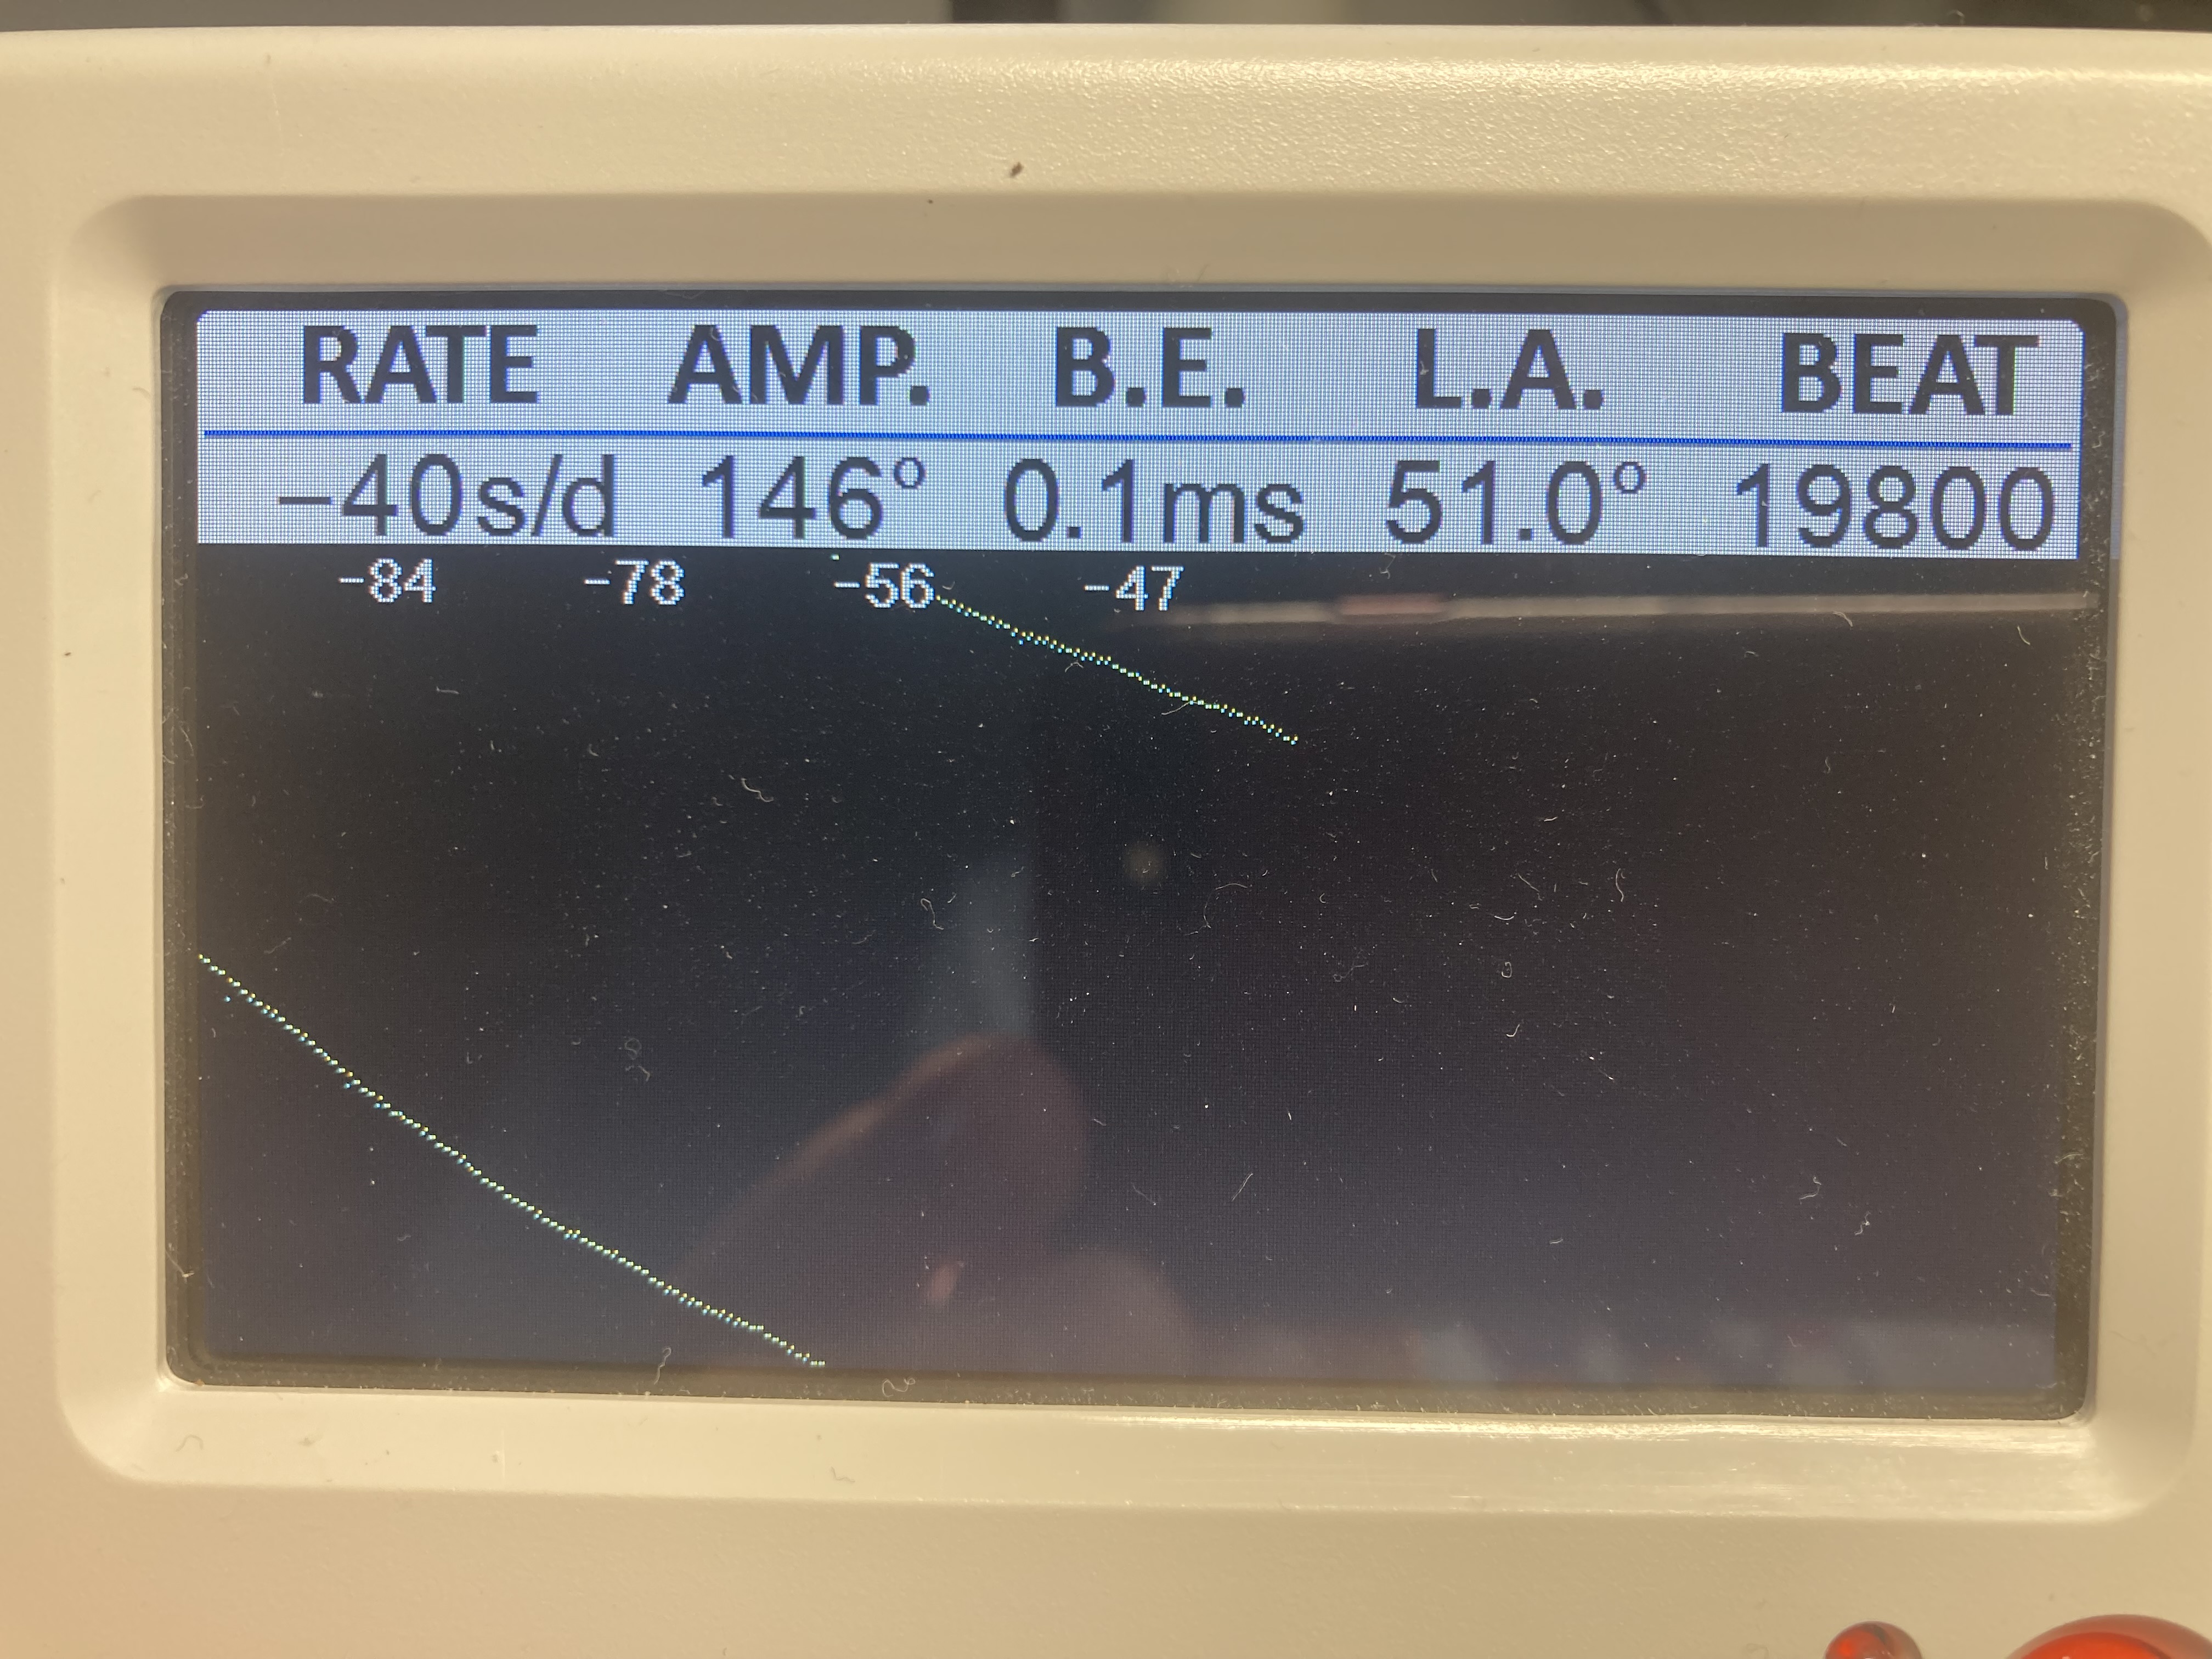 RATE AMP. B.E. L.A. BEAT
-40s/d 146° 0.1ms 51.0° 19800
-84 -78 -56 -47